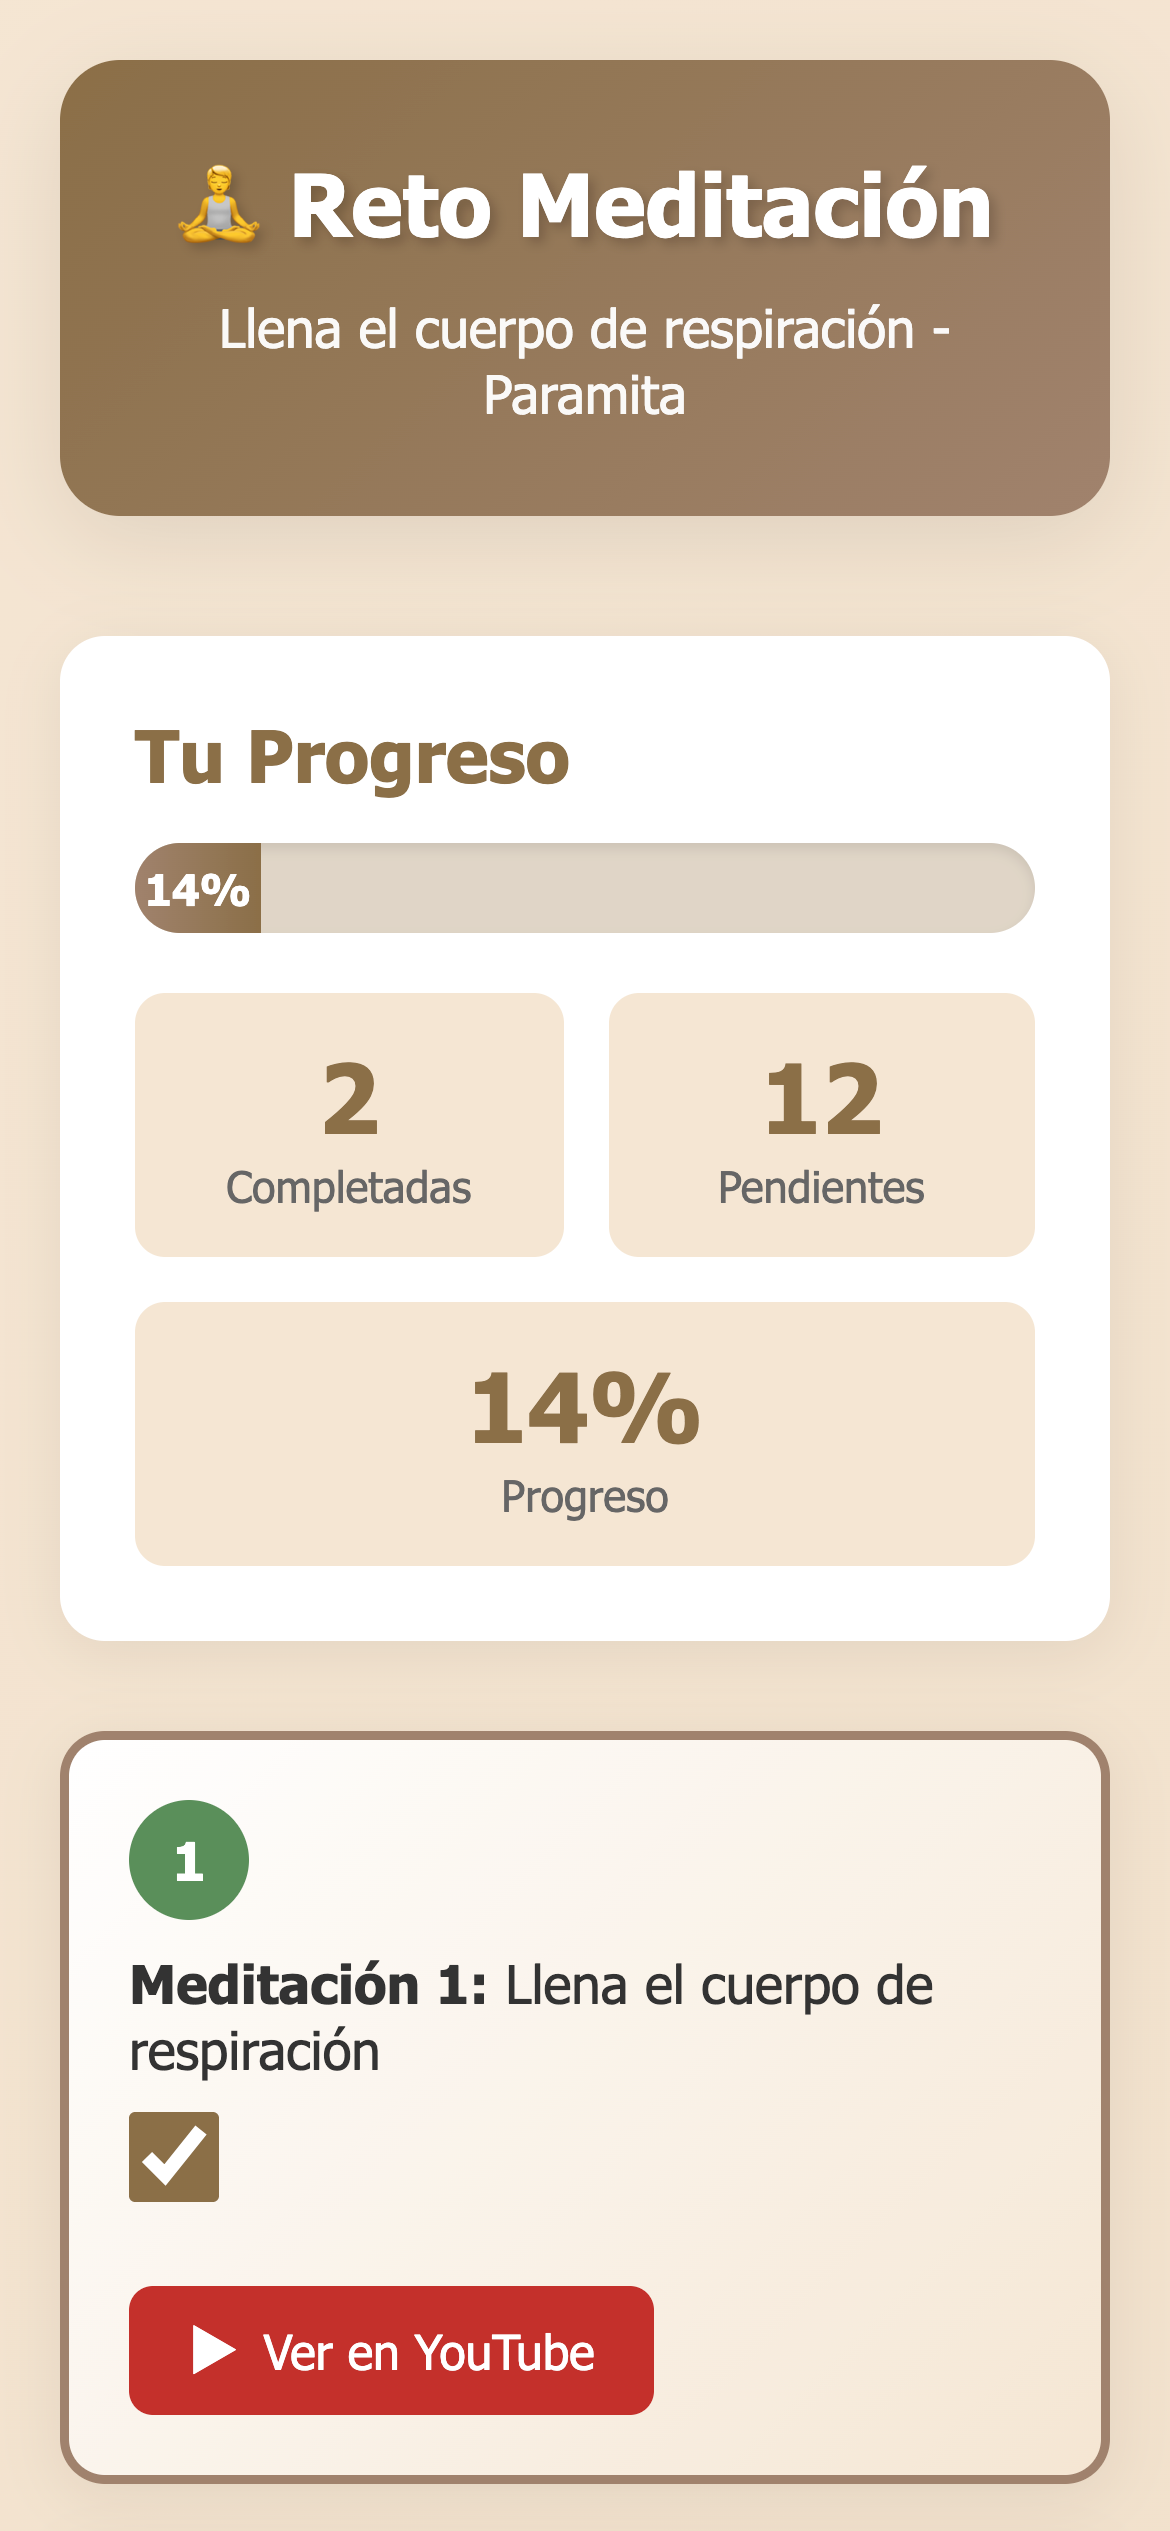 Reto Meditación
Llena el cuerpo de respiración -
Paramita
Tu Progreso
14%
2
Completadas
12
Pendientes
14%
Progreso
1
Meditación 1: Llena el cuerpo de
respiración
Ver en YouTube